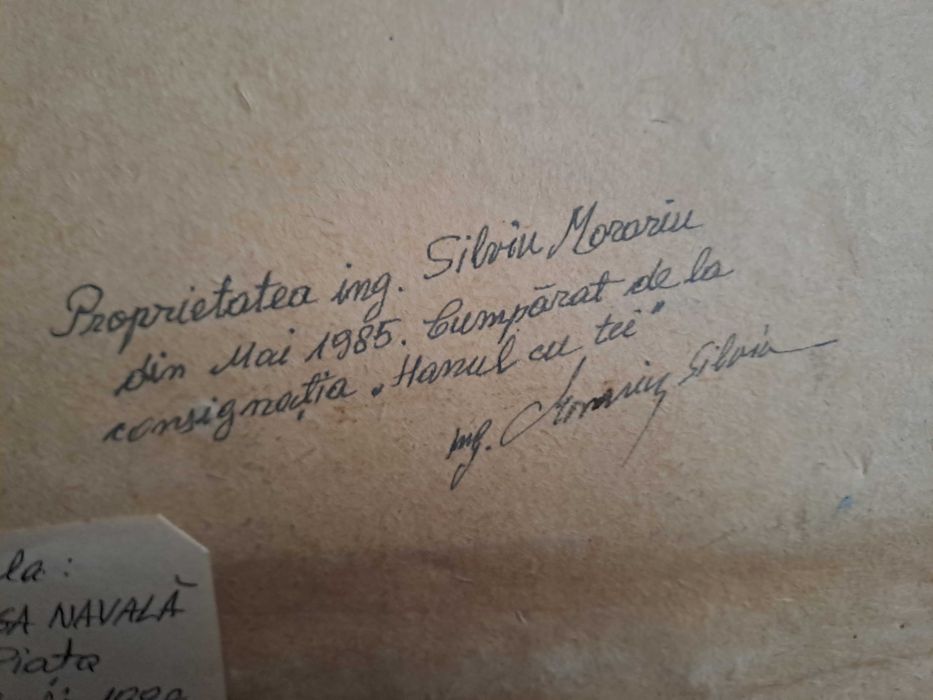 Proprietatea ing. Silviu Morariu
din Mai 1985. Cumpărat de la
consignația „Hanul cu tei”
ing. Morariu Silviu
la :
SA NAVALĂ
Piața